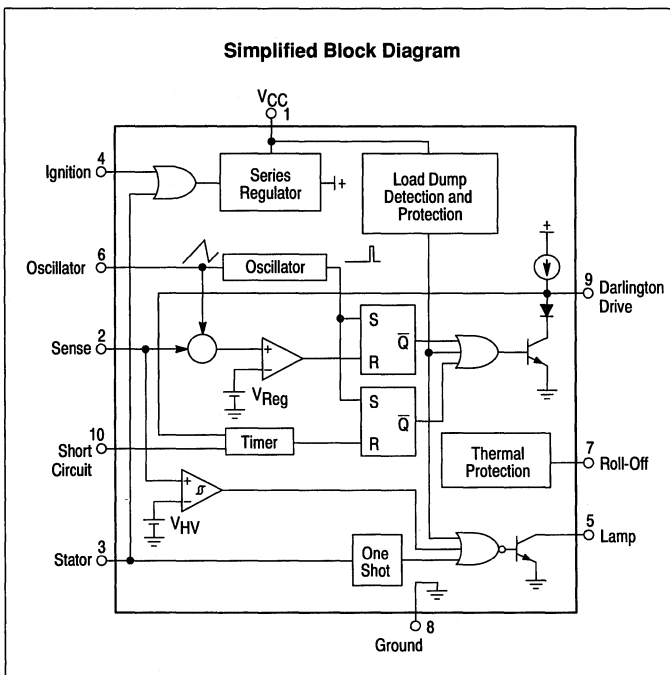 Simplified Block Diagram
VCC
1
4
Ignition
Series
Regulator
+
Load Dump
Detection and
Protection
+
6
Oscillator
Oscillator
9
Darlington
Drive
S
Q
R
2
Sense
+
−
VReg
S
Q
R
10
Short
Circuit
Timer
Thermal
Protection
7
Roll-Off
+
−
VHV
5
Lamp
3
Stator
One
Shot
8
Ground